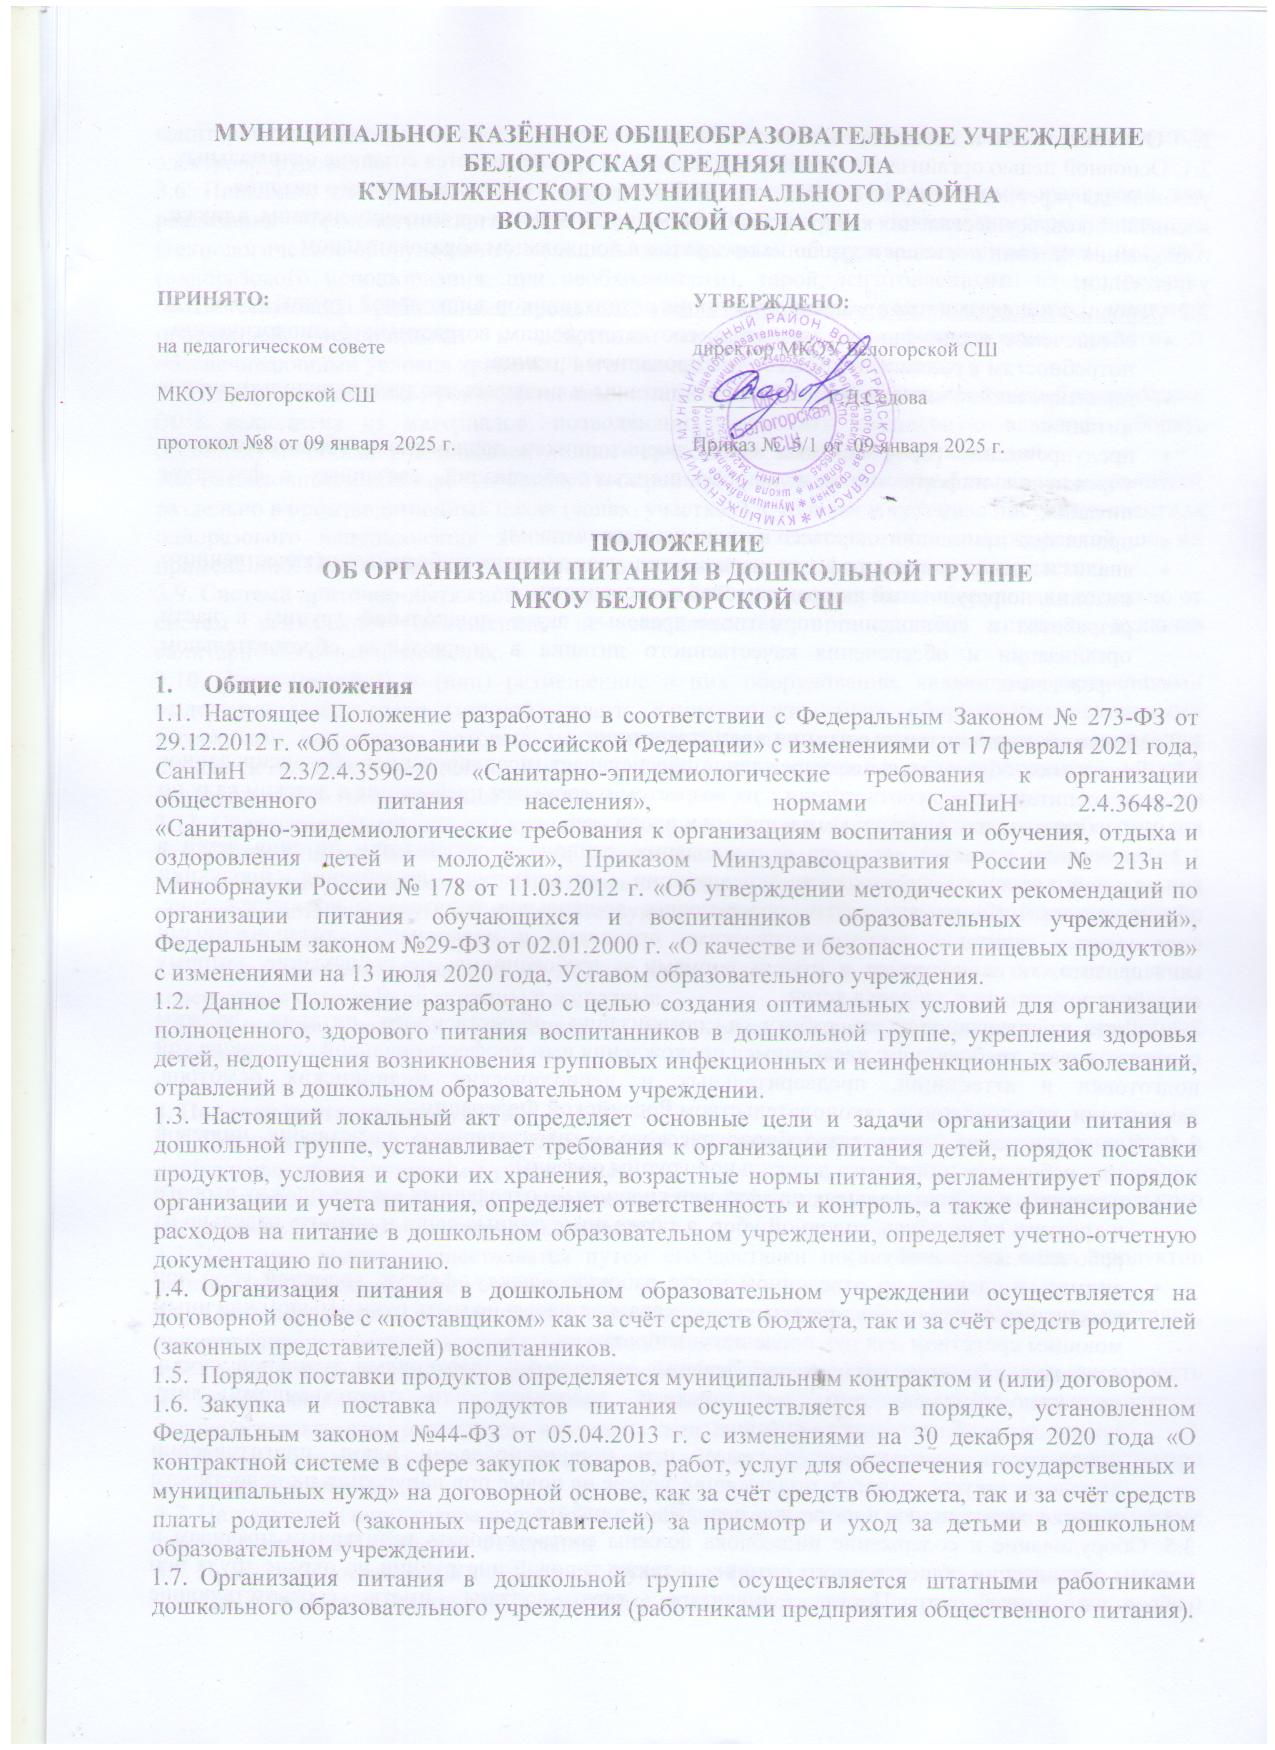 МУНИЦИПАЛЬНОЕ КАЗЁННОЕ ОБЩЕОБРАЗОВАТЕЛЬНОЕ УЧРЕЖДЕНИЕ
БЕЛОГОРСКАЯ СРЕДНЯЯ ШКОЛА
КУМЫЛЖЕНСКОГО МУНИЦИПАЛЬНОГО РАОЙНА
ВОЛГОГРАДСКОЙ ОБЛАСТИ
ПРИНЯТО:
на педагогическом совете
МКОУ Белогорской СШ
протокол №8 от 09 января 2025 г.
УТВЕРЖДЕНО:
директор МКОУ Белогорской СШ
Г.Д.Седова
Приказ № 5/1 от 09 января 2025 г.
МКОУ
Белогорская
СШ
ПОЛОЖЕНИЕ
ОБ ОРГАНИЗАЦИИ ПИТАНИЯ В ДОШКОЛЬНОЙ ГРУППЕ
МКОУ БЕЛОГОРСКОЙ СШ
1. Общие положения
1.1. Настоящее Положение разработано в соответствии с Федеральным Законом № 273-ФЗ от
29.12.2012 г. «Об образовании в Российской Федерации» с изменениями от 17 февраля 2021 года,
СанПиН 2.3/2.4.3590-20 «Санитарно-эпидемиологические требования к организации
общественного питания населения», нормами СанПиН 2.4.3648-20
«Санитарно-эпидемиологические требования к организациям воспитания и обучения, отдыха и
оздоровления детей и молодёжи», Приказом Минздравсоцразвития России № 213н и
Минобрнауки России № 178 от 11.03.2012 г. «Об утверждении методических рекомендаций по
организации питания обучающихся и воспитанников образовательных учреждений»,
Федеральным законом №29-ФЗ от 02.01.2000 г. «О качестве и безопасности пищевых продуктов»
с изменениями на 13 июля 2020 года, Уставом образовательного учреждения.
1.2. Данное Положение разработано с целью создания оптимальных условий для организации
полноценного, здорового питания воспитанников в дошкольной группе, укрепления здоровья
детей, недопущения возникновения групповых инфекционных и неинфенкционных заболеваний,
отравлений в дошкольном образовательном учреждении.
1.3. Настоящий локальный акт определяет основные цели и задачи организации питания в
дошкольной группе, устанавливает требования к организации питания детей, порядок поставки
продуктов, условия и сроки их хранения, возрастные нормы питания, регламентирует порядок
организации и учета питания, определяет ответственность и контроль, а также финансирование
расходов на питание в дошкольном образовательном учреждении, определяет учетно-отчетную
документацию по питанию.
1.4. Организация питания в дошкольном образовательном учреждении осуществляется на
договорной основе с «поставщиком» как за счёт средств бюджета, так и за счёт средств родителей
(законных представителей) воспитанников.
1.5. Порядок поставки продуктов определяется муниципальным контрактом и (или) договором.
1.6. Закупка и поставка продуктов питания осуществляется в порядке, установленном
Федеральным законом №44-ФЗ от 05.04.2013 г. с изменениями на 30 декабря 2020 года «О
контрактной системе в сфере закупок товаров, работ, услуг для обеспечения государственных и
муниципальных нужд» на договорной основе, как за счёт средств бюджета, так и за счёт средств
платы родителей (законных представителей) за присмотр и уход за детьми в дошкольном
образовательном учреждении.
1.7. Организация питания в дошкольной группе осуществляется штатными работниками
дошкольного образовательного учреждения (работниками предприятия общественного питания).